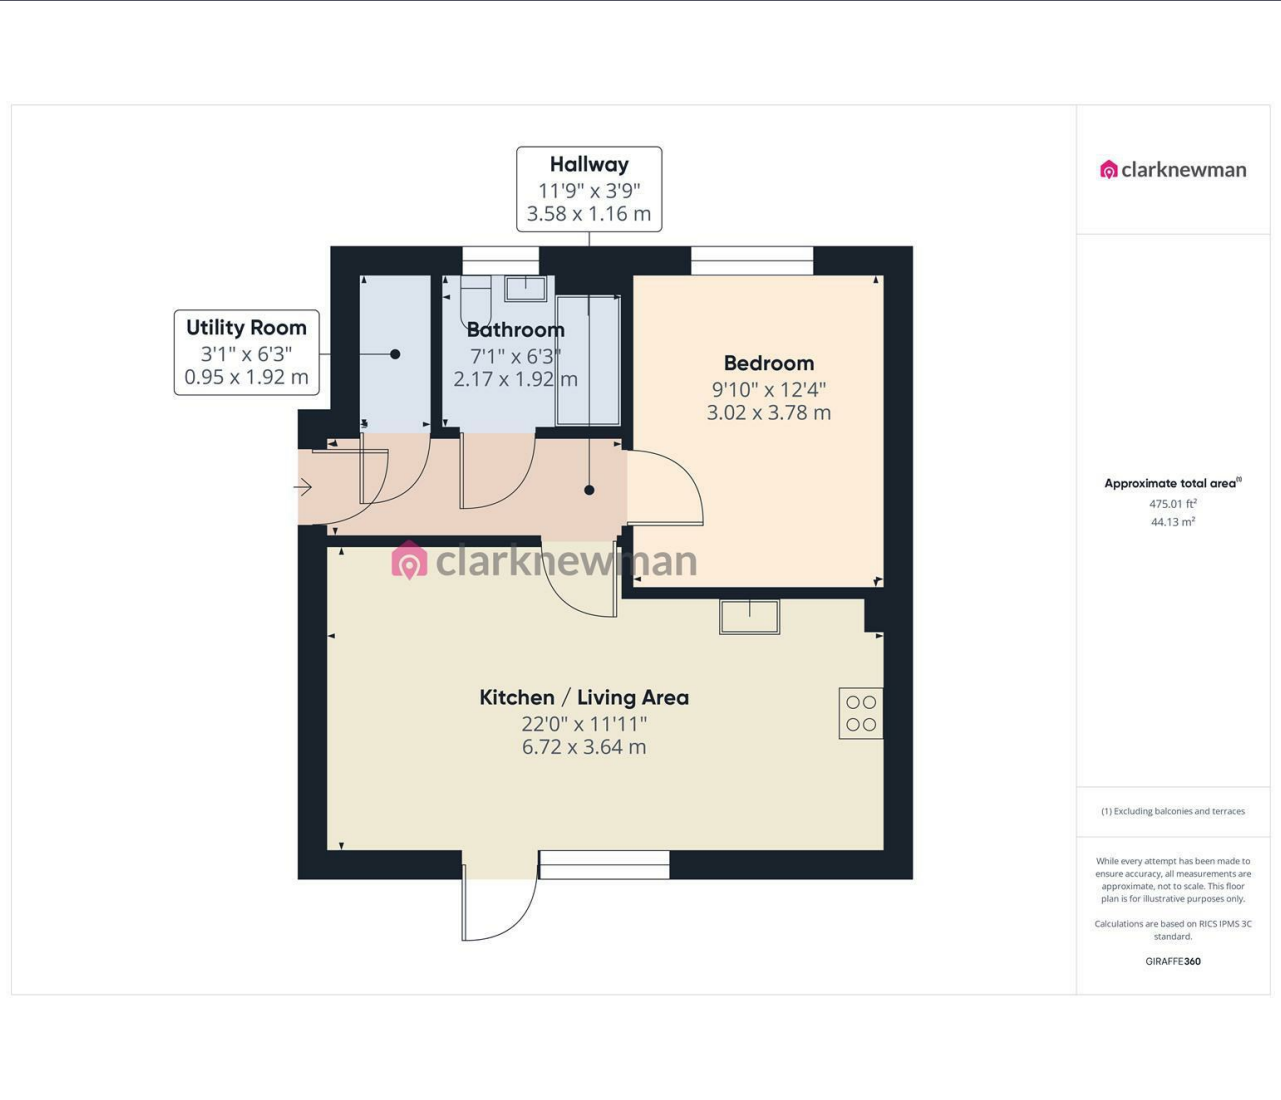 clarknewman
Hallway
11'9" x 3'9"
3.58 x 1.16 m
Utility Room
3'1" x 6'3"
0.95 x 1.92 m
Bathroom
7'1" x 6'3"
2.17 x 1.92 m
Bedroom
9'10" x 12'4"
3.02 x 3.78 m
clarknewman
Kitchen / Living Area
22'0" x 11'11"
6.72 x 3.64 m
Approximate total area(1)
475.01 ft²
44.13 m²
(1) Excluding balconies and terraces
While every attempt has been made to
ensure accuracy, all measurements are
approximate, not to scale. This floor
plan is for illustrative purposes only.
Calculations are based on RICS IPMS 3C
standard.
GIRAFFE360